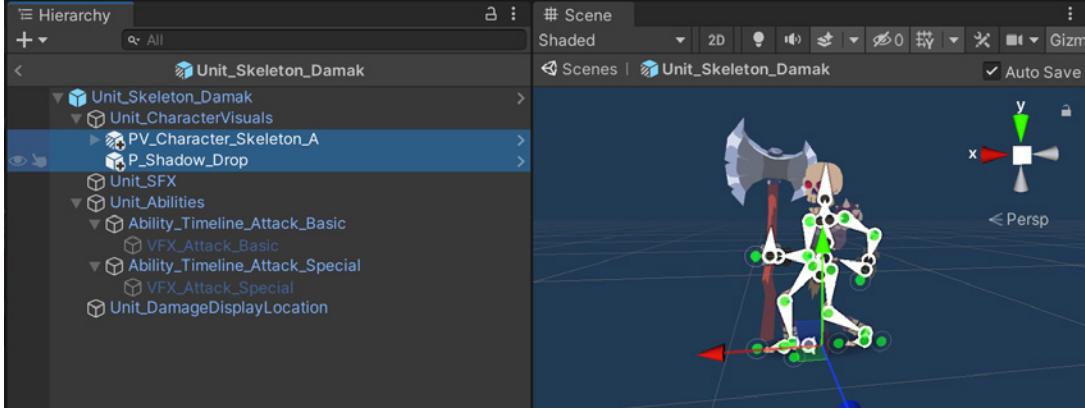 Hierarchy
All
Unit_Skeleton_Damak
Unit_Skeleton_Damak
Unit_CharacterVisuals
PV_Character_Skeleton_A
P_Shadow_Drop
Unit_SFX
Unit_Abilities
Ability_Timeline_Attack_Basic
VFX_Attack_Basic
Ability_Timeline_Attack_Special
VFX_Attack_Special
Unit_DamageDisplayLocation
# Scene
Shaded 2D 0 Gizm
Scenes | Unit_Skeleton_Damak Auto Save
y
x
< Persp